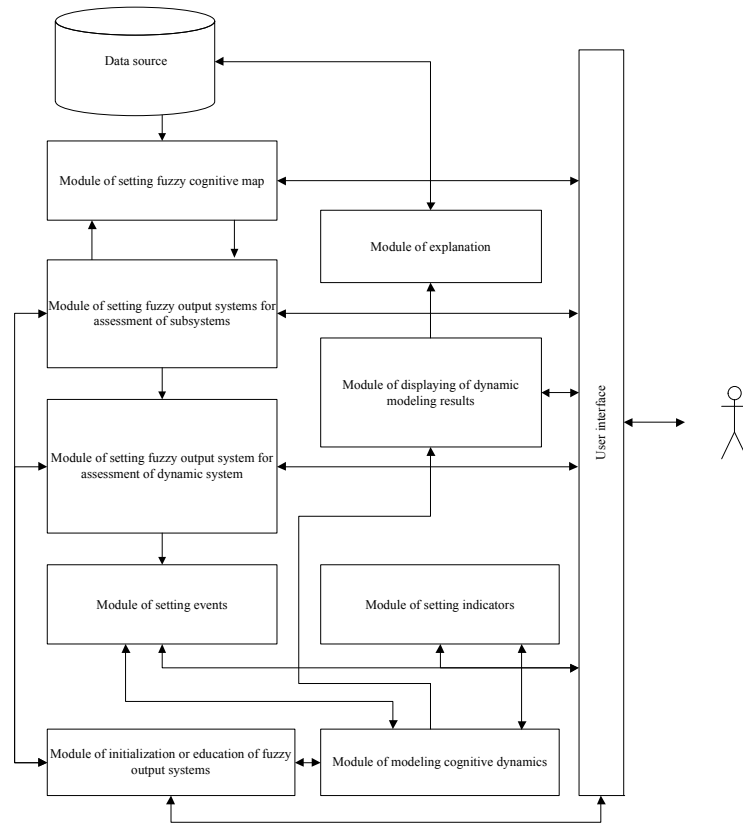 Data source
Module of setting fuzzy cognitive map
Module of explanation
Module of setting fuzzy output systems for
assessment of subsystems
Module of displaying of dynamic
modeling results
User interface
Module of setting fuzzy output system for
assessment of dynamic system
Module of setting events
Module of setting indicators
Module of initialization or education of fuzzy
output systems
Module of modeling cognitive dynamics